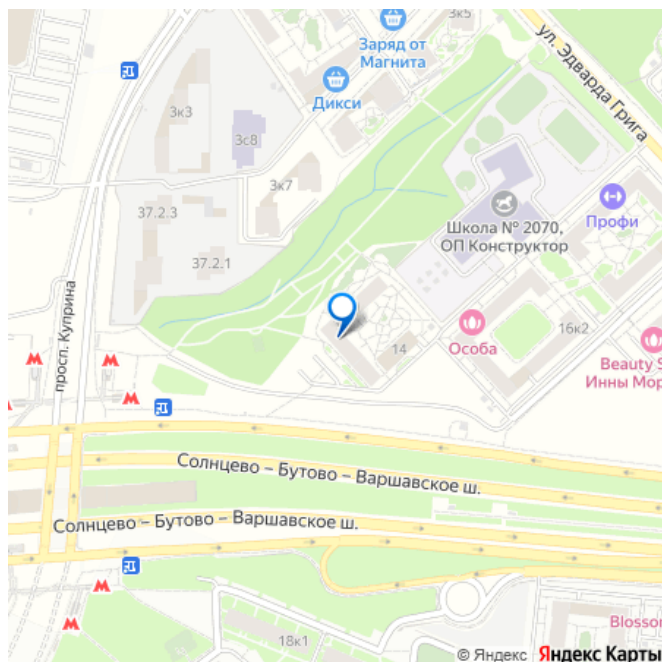 3к5
ул. Эдварда Грига
Заряд от
Магнита
Дикси
3к3
3с8
3к7
Школа № 2070,
ОП Конструктор
Профи
37.2.3
37.2.1
просп. Куприна
14
Особа
16к2
Beauty S
Инны Мор
Солнцево – Бутово – Варшавское ш.
Солнцево – Бутово – Варшавское ш.
18к1
Blossom
© Яндекс Яндекс Карты